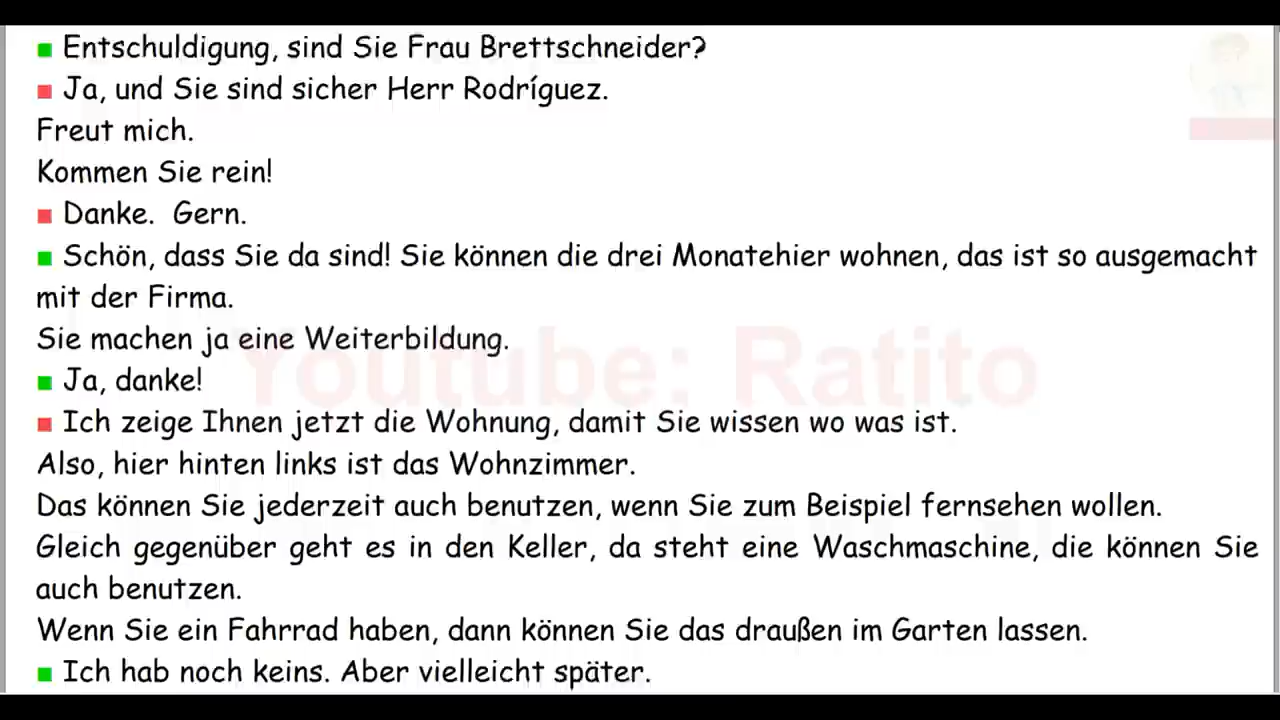 Entschuldigung, sind Sie Frau Brettschneider?
Ja, und Sie sind sicher Herr Rodríguez.
Freut mich.
Kommen Sie rein!
Danke. Gern.
Schön, dass Sie da sind! Sie können die drei Monatehier wohnen, das ist so ausgemacht
mit der Firma.
Sie machen ja eine Weiterbildung.
Youtube: Ratito
Ja, danke!
Ich zeige Ihnen jetzt die Wohnung, damit Sie wissen wo was ist.
Also, hier hinten links ist das Wohnzimmer.
Das können Sie jederzeit auch benutzen, wenn Sie zum Beispiel fernsehen wollen.
Gleich gegenüber geht es in den Keller, da steht eine Waschmaschine, die können Sie
auch benutzen.
Wenn Sie ein Fahrrad haben, dann können Sie das draußen im Garten lassen.
Ich hab noch keins. Aber vielleicht später.